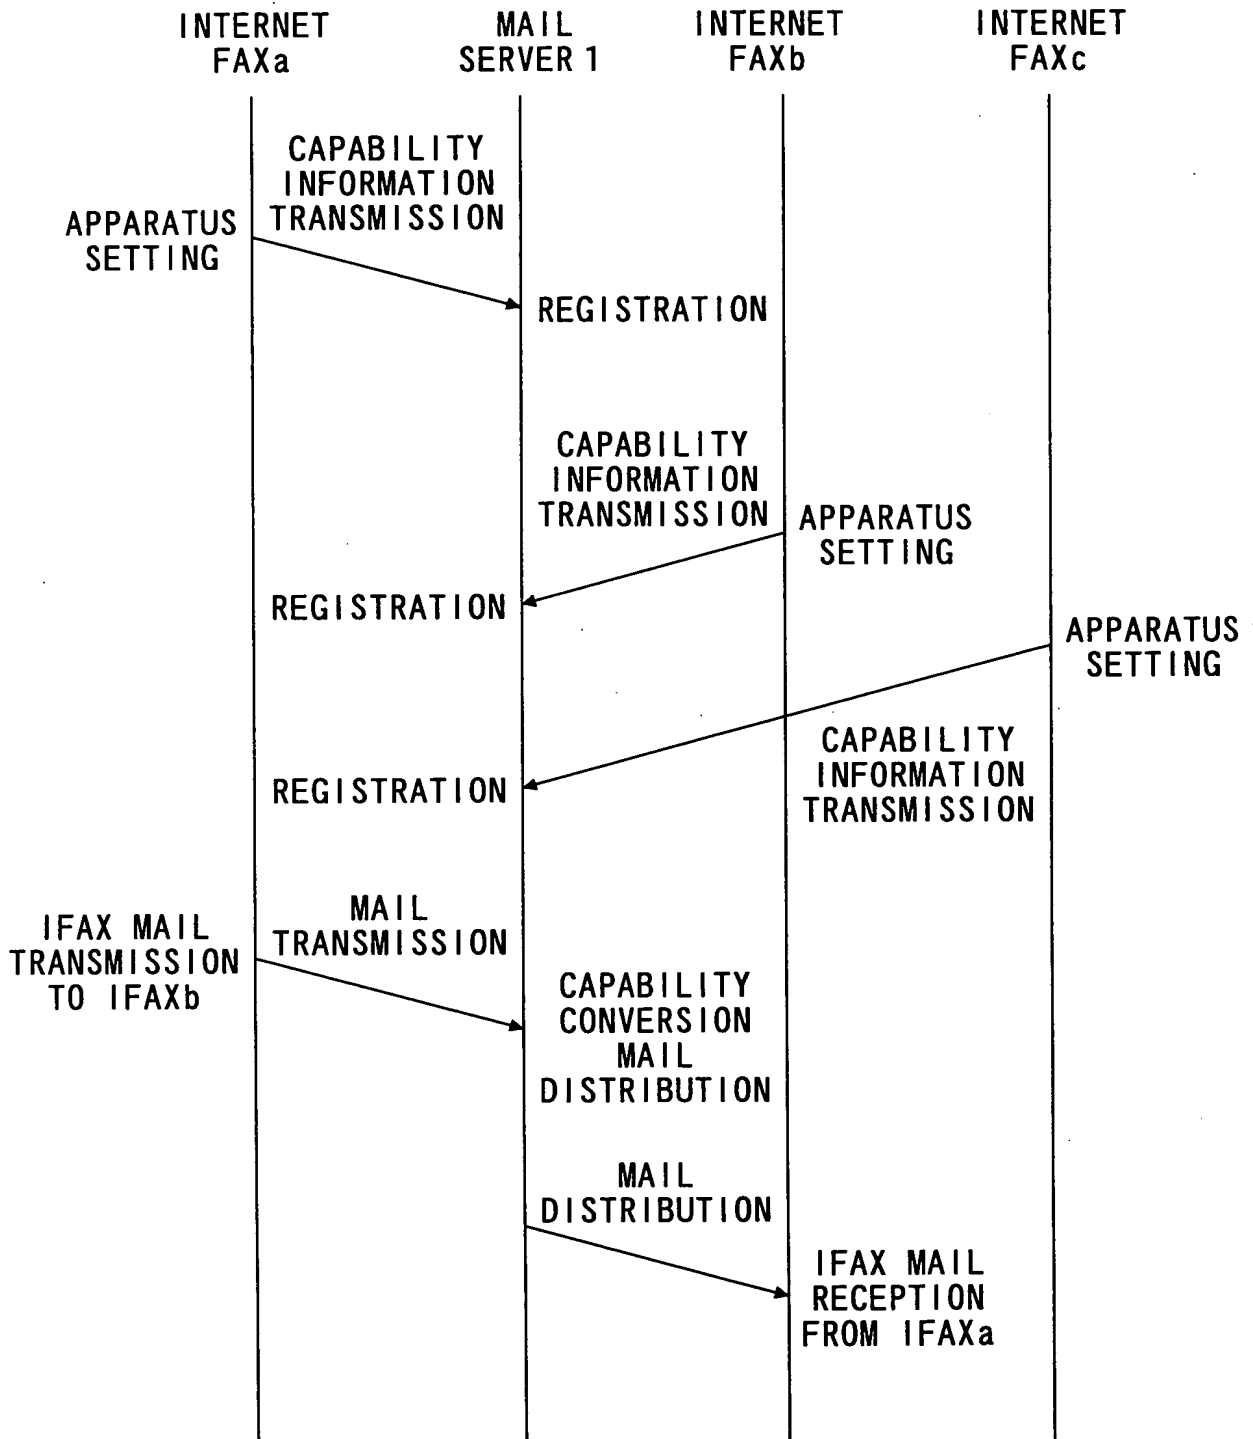 INTERNET
FAXa
MAIL
SERVER 1
INTERNET
FAXb
INTERNET
FAXc
CAPABILITY
INFORMATION
TRANSMISSION
APPARATUS
SETTING
REGISTRATION
CAPABILITY
INFORMATION
TRANSMISSION
APPARATUS
SETTING
REGISTRATION
APPARATUS
SETTING
CAPABILITY
INFORMATION
TRANSMISSION
REGISTRATION
MAIL
TRANSMISSION
IFAX MAIL
TRANSMISSION
TO IFAXb
CAPABILITY
CONVERSION
MAIL
DISTRIBUTION
MAIL
DISTRIBUTION
IFAX MAIL
RECEPTION
FROM IFAXa